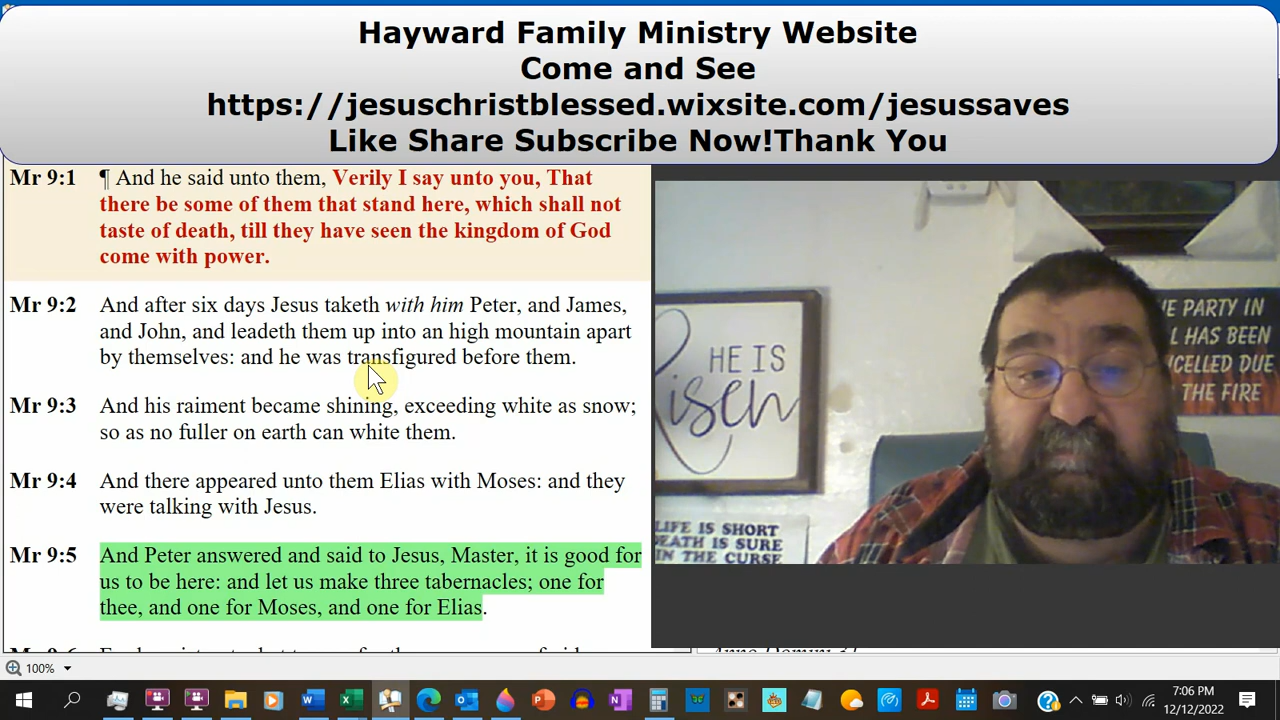 Hayward Family Ministry Website
Come and See
https://jesuschristblessed.wixsite.com/jesussaves
Like Share Subscribe Now!Thank You
Mr 9:1 ¶ And he said unto them, Verily I say unto you, That
there be some of them that stand here, which shall not
taste of death, till they have seen the kingdom of God
come with power.
Mr 9:2 And after six days Jesus taketh with him Peter, and James,
and John, and leadeth them up into an high mountain apart
by themselves: and he was transfigured before them.
Mr 9:3 And his raiment became shining, exceeding white as snow;
so as no fuller on earth can white them.
Mr 9:4 And there appeared unto them Elias with Moses: and they
were talking with Jesus.
Mr 9:5 And Peter answered and said to Jesus, Master, it is good for
us to be here: and let us make three tabernacles; one for
thee, and one for Moses, and one for Elias.
HE IS
Risen
LIFE IS SHORT
DEATH IS SURE
IN THE CURSE
PARTY IN
HAS BEEN
DUE
THE FIRE
100%
7:06 PM
12/12/2022